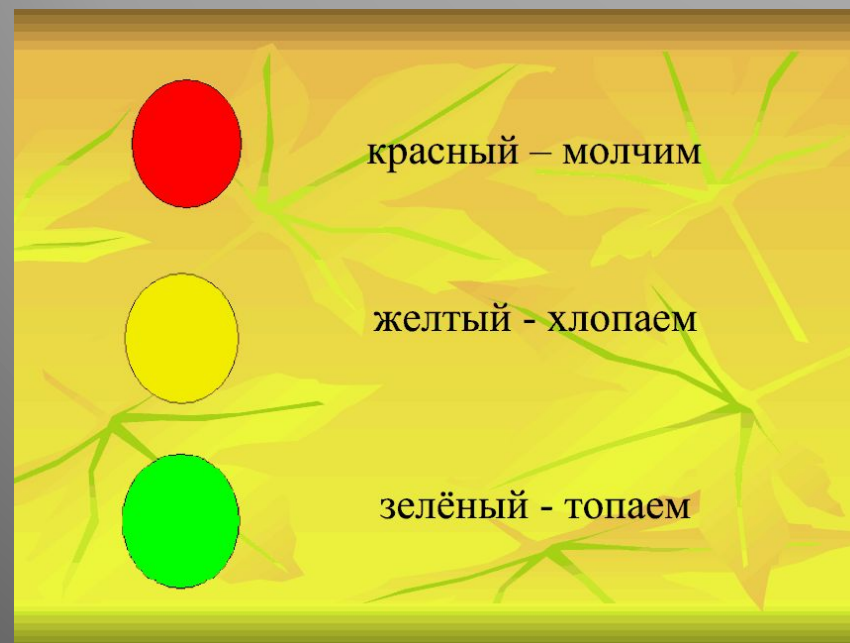 красный – молчим
желтый - хлопаем
зелёный - топаем